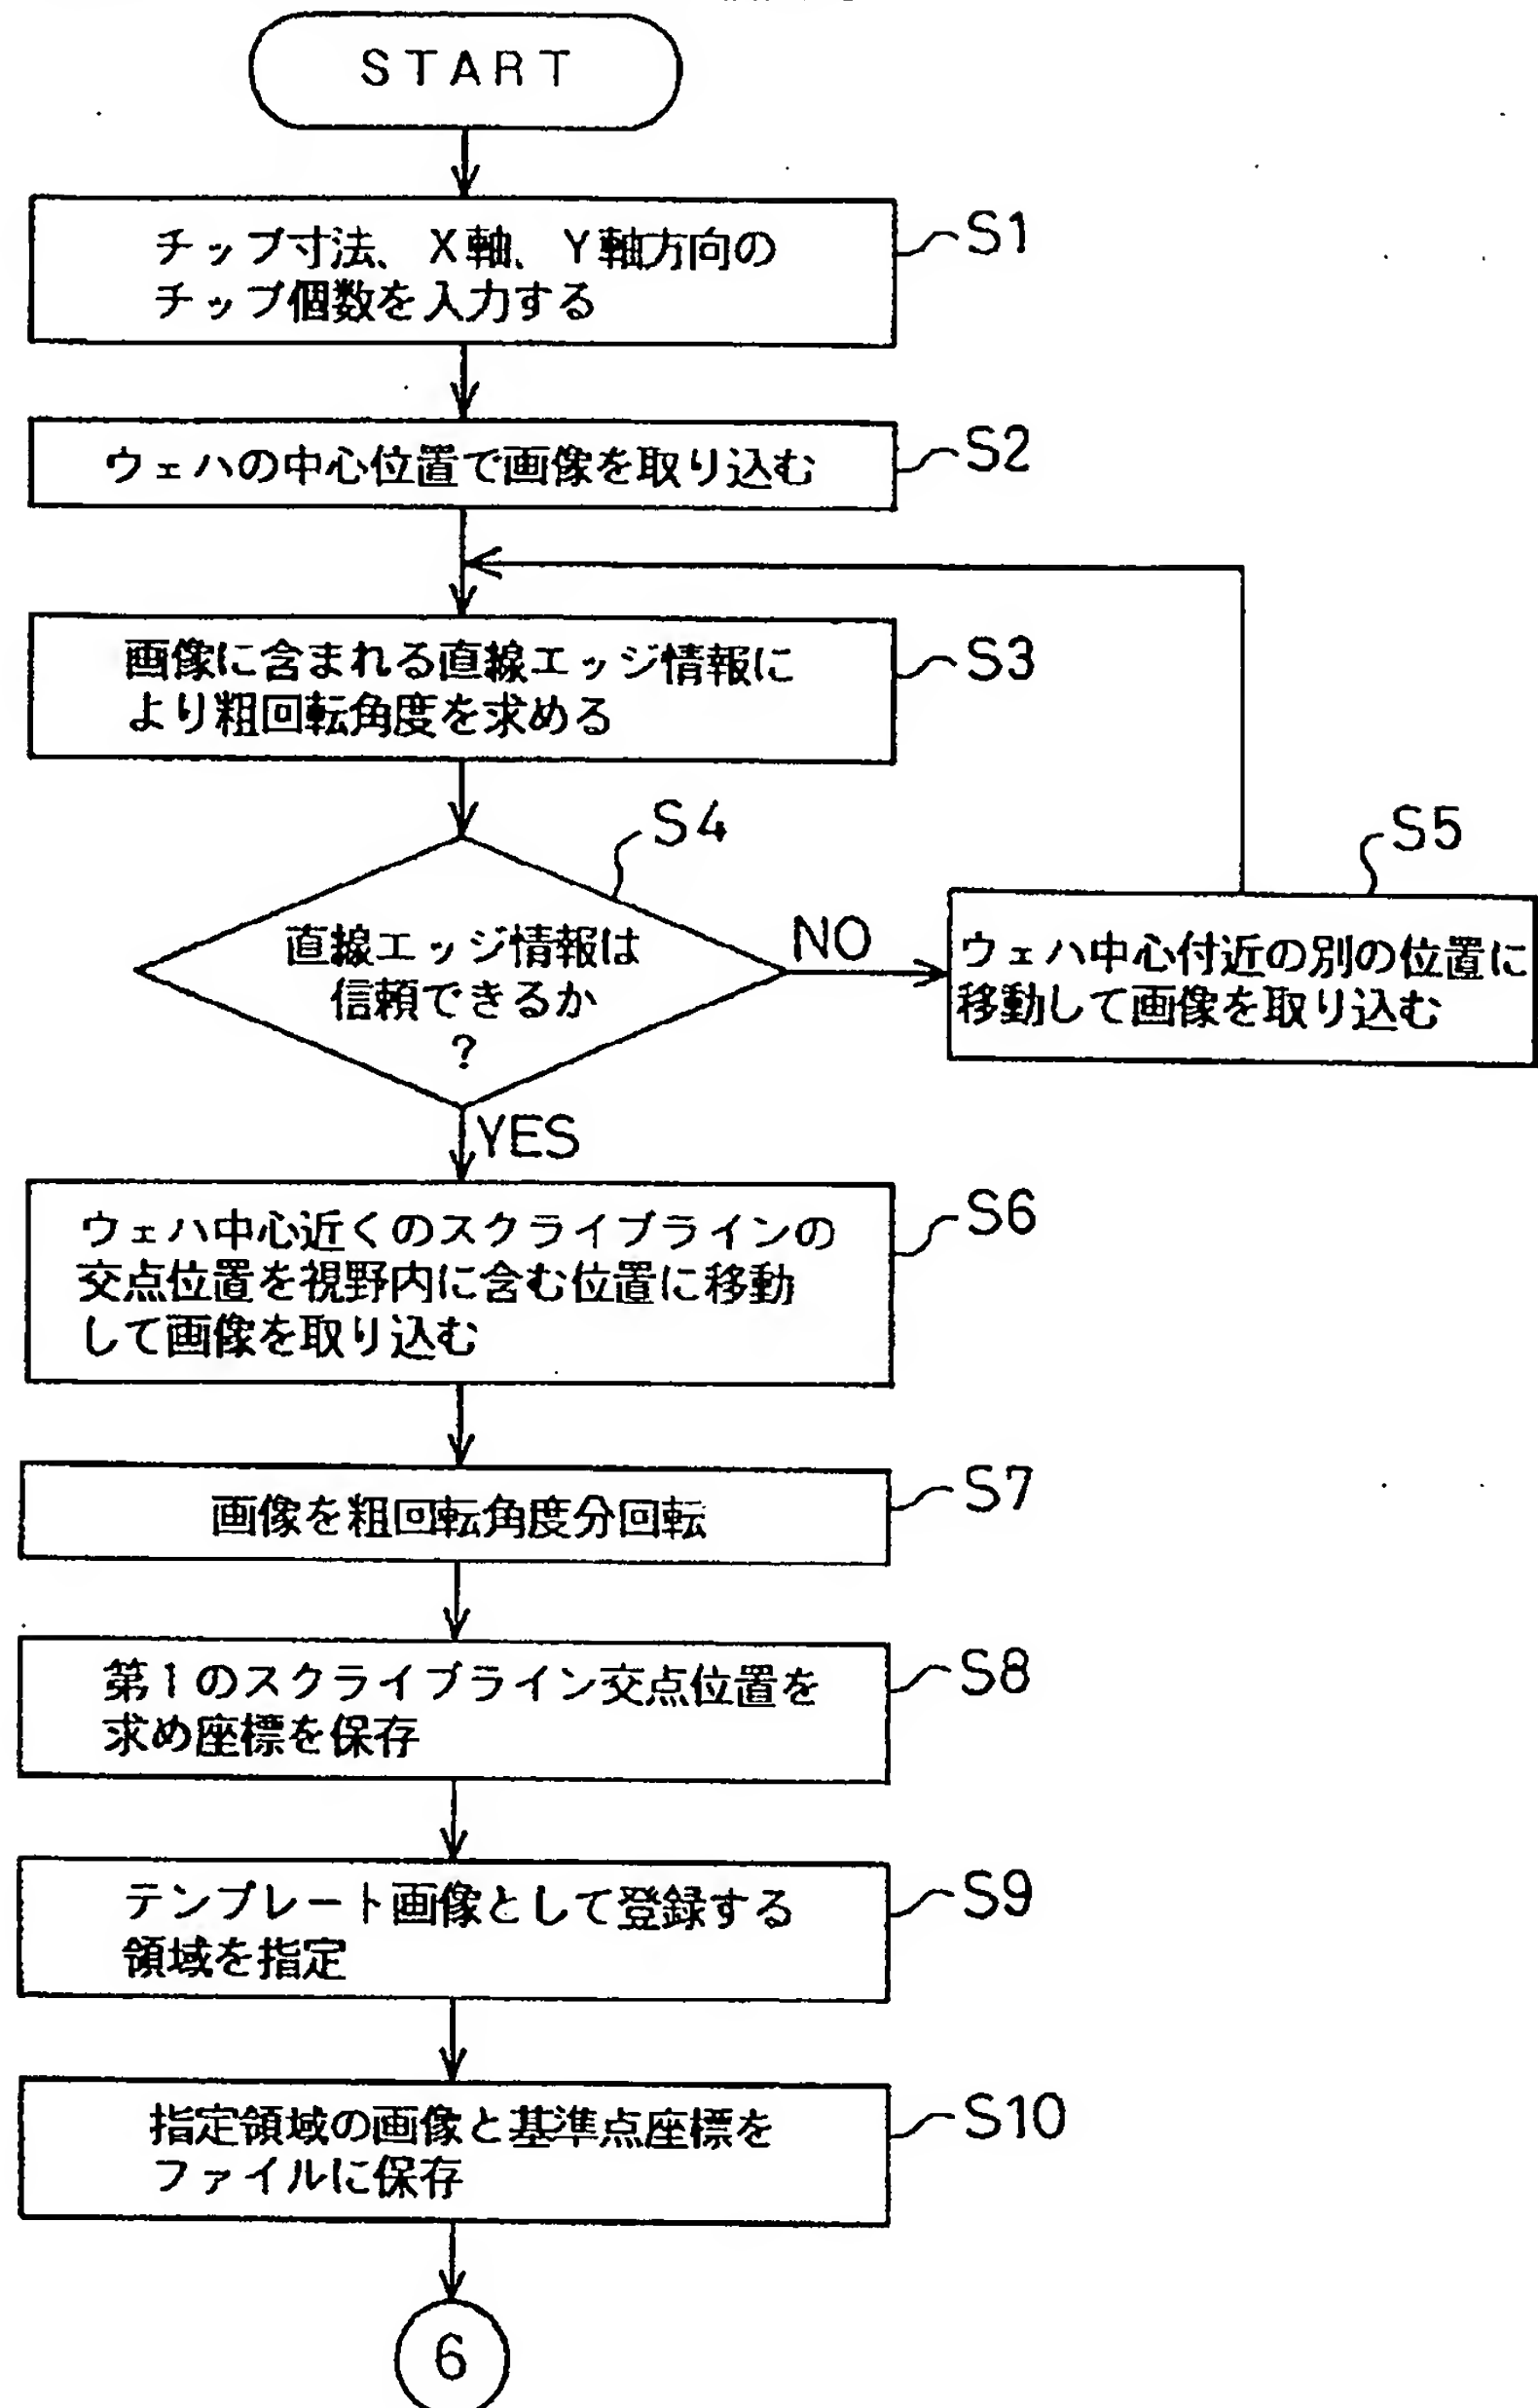 START
チップ寸法、X軸、Y軸方向の
チップ個数を入力する
S1
ウェハの中心位置で画像を取り込む
S2
画像に含まれる直線エッジ情報に
より粗回転角度を求める
S3
S4
直線エッジ情報は
信頼できるか
?
NO
S5
ウェハ中心付近の別の位置に
移動して画像を取り込む
YES
ウェハ中心近くのスクライブラインの
交点位置を視野内に含む位置に移動
して画像を取り込む
S6
画像を粗回転角度分回転
S7
第1のスクライブライン交点位置を
求め座標を保存
S8
テンプレート画像として登録する
領域を指定
S9
指定領域の画像と基準点座標を
ファイルに保存
S10
6